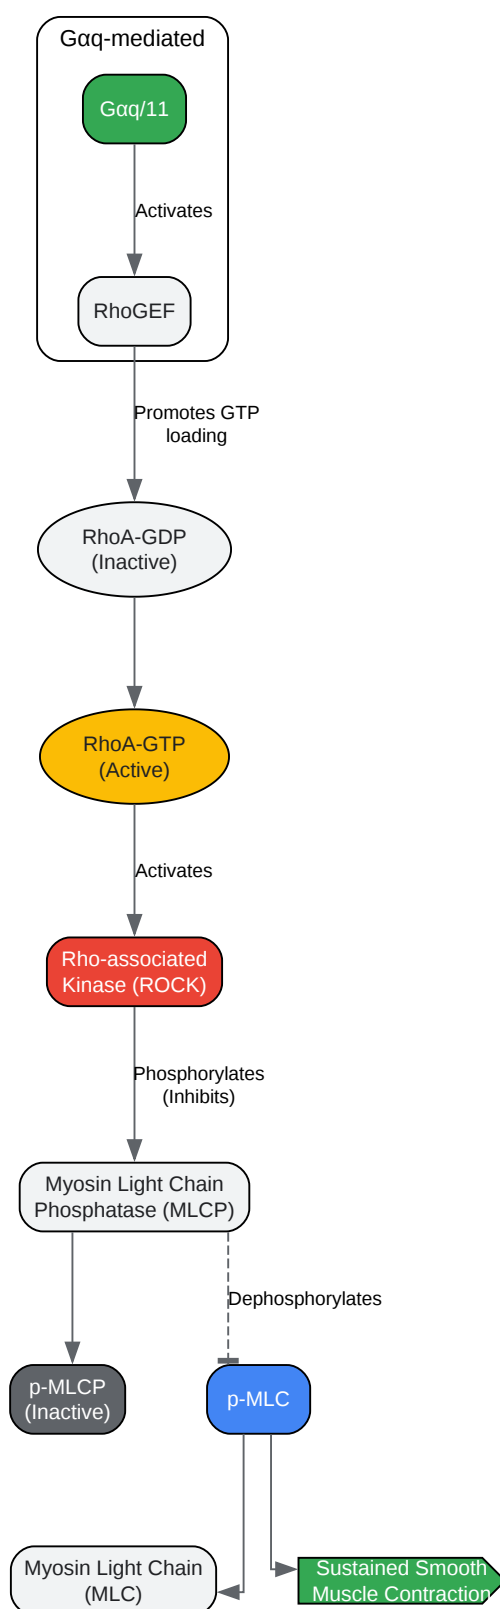 Gαq-mediated
Gαq/11
Activates
RhoGEF
Promotes GTP
loading
RhoA-GDP
(Inactive)
RhoA-GTP
(Active)
Activates
Rho-associated
Kinase (ROCK)
Phosphorylates
(Inhibits)
Myosin Light Chain
Phosphatase (MLCP)
Dephosphorylates
p-MLCP
(Inactive)
p-MLC
Myosin Light Chain
(MLC)
Sustained Smooth
Muscle Contraction